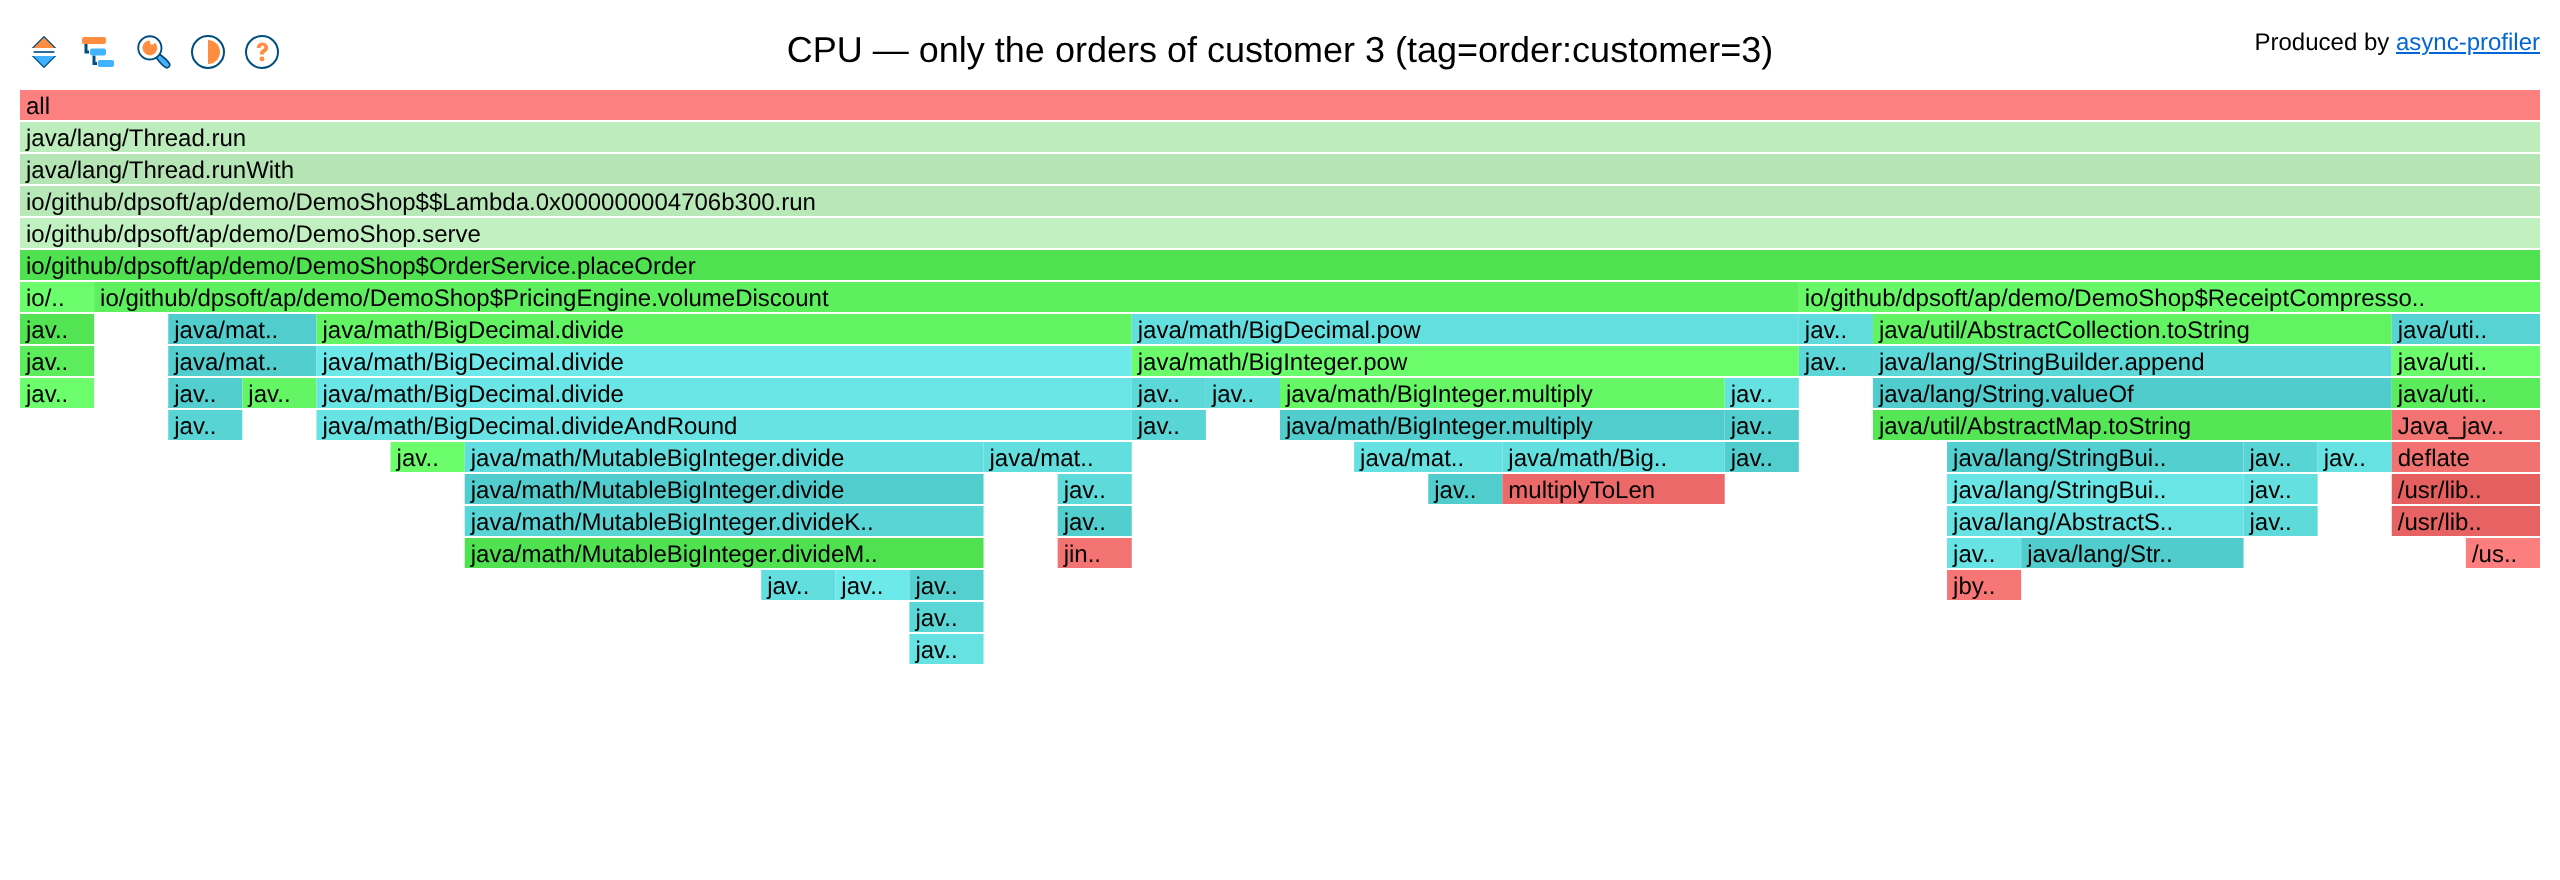 CPU — only the orders of customer 3 (tag=order:customer=3)
Produced by async-profiler
all
java/lang/Thread.run
java/lang/Thread.runWith
io/github/dpsoft/ap/demo/DemoShop$$Lambda.0x000000004706b300.run
io/github/dpsoft/ap/demo/DemoShop.serve
io/github/dpsoft/ap/demo/DemoShop$OrderService.placeOrder
io/.. io/github/dpsoft/ap/demo/DemoShop$PricingEngine.volumeDiscount io/github/dpsoft/ap/demo/DemoShop$ReceiptCompresso..
jav.. java/mat.. java/math/BigDecimal.divide java/math/BigDecimal.pow jav.. java/util/AbstractCollection.toString java/uti..
jav.. java/mat.. java/math/BigDecimal.divide java/math/BigInteger.pow jav.. java/lang/StringBuilder.append java/uti..
jav.. jav.. jav.. java/math/BigDecimal.divide jav.. jav.. java/math/BigInteger.multiply jav.. java/lang/String.valueOf java/uti..
jav.. java/math/BigDecimal.divideAndRound jav.. java/math/BigInteger.multiply jav.. java/util/AbstractMap.toString Java_jav..
jav.. java/math/MutableBigInteger.divide java/mat.. java/mat.. java/math/Big.. jav.. java/lang/StringBui.. jav.. jav.. deflate
java/math/MutableBigInteger.divide jav.. jav.. multiplyToLen java/lang/StringBui.. jav.. /usr/lib..
java/math/MutableBigInteger.divideK.. jav.. java/lang/AbstractS.. jav.. /usr/lib..
java/math/MutableBigInteger.divideM.. jin.. jav.. java/lang/Str.. /us..
jav.. jav.. jav.. jby..
jav..
jav..